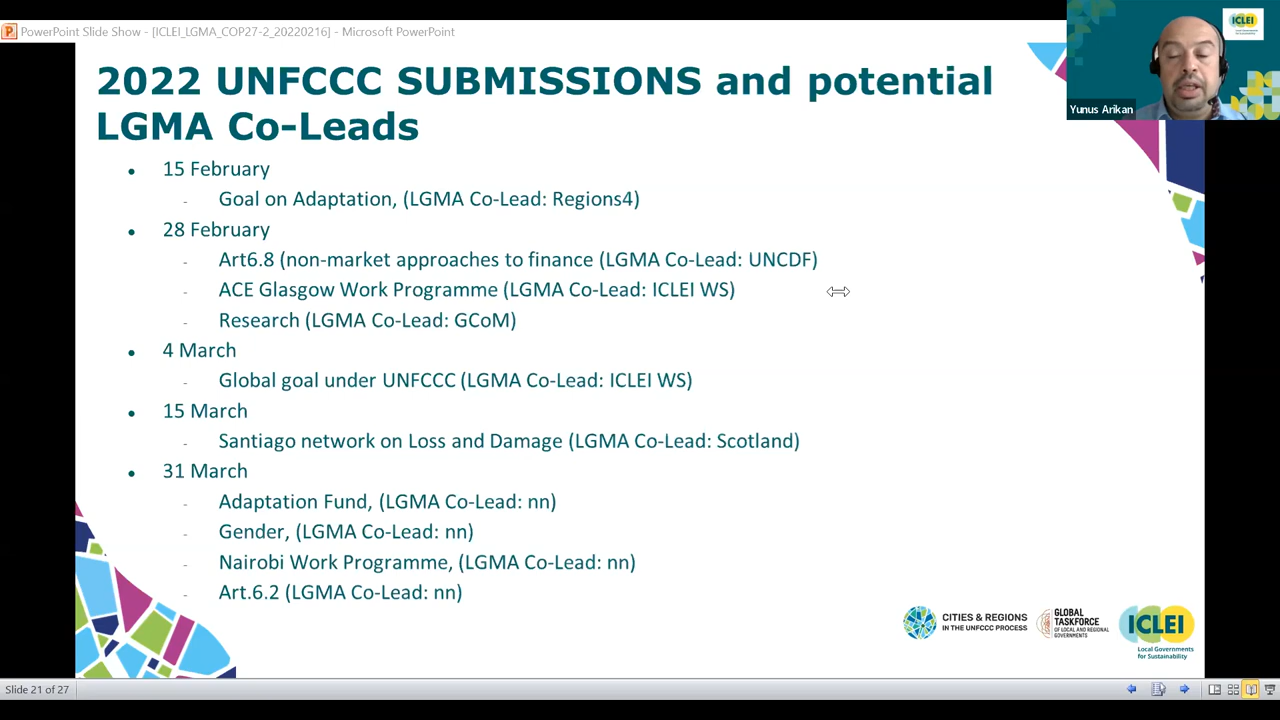 PowerPoint Slide Show - [ICLEI_LGMA_COP27-2_20220216] - Microsoft PowerPoint
ICLEI
Yunus Arikan
2022 UNFCCC SUBMISSIONS and potential
LGMA Co-Leads
• 15 February
- Goal on Adaptation, (LGMA Co-Lead: Regions4)
• 28 February
- Art6.8 (non-market approaches to finance (LGMA Co-Lead: UNCDF)
- ACE Glasgow Work Programme (LGMA Co-Lead: ICLEI WS)
- Research (LGMA Co-Lead: GCoM)
• 4 March
- Global goal under UNFCCC (LGMA Co-Lead: ICLEI WS)
• 15 March
- Santiago network on Loss and Damage (LGMA Co-Lead: Scotland)
• 31 March
- Adaptation Fund, (LGMA Co-Lead: nn)
- Gender, (LGMA Co-Lead: nn)
- Nairobi Work Programme, (LGMA Co-Lead: nn)
- Art.6.2 (LGMA Co-Lead: nn)
CITIES & REGIONS
IN THE UNFCCC PROCESS
GLOBAL
TASKFORCE
OF LOCAL AND REGIONAL
GOVERNMENTS
ICLEI
Local Governments
for Sustainability
Slide 21 of 27